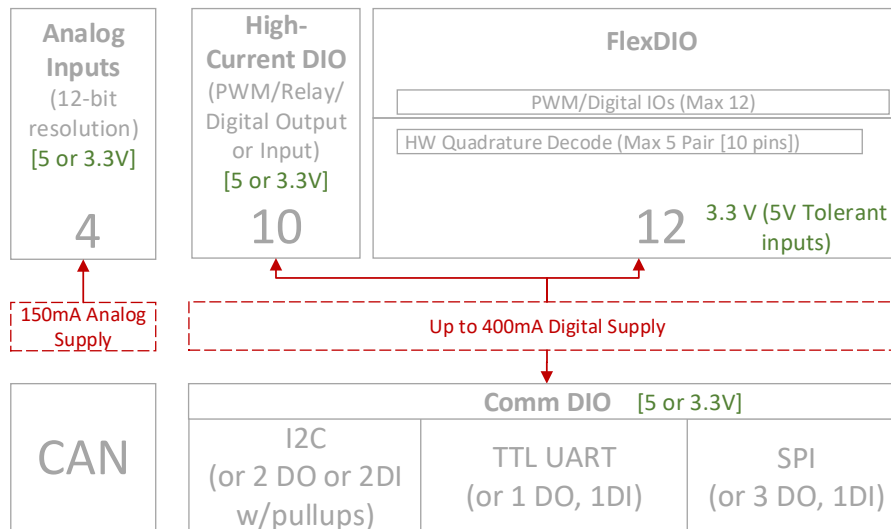 Analog
Inputs
(12-bit
resolution)
[5 or 3.3V]
4
High-
Current DIO
(PWM/Relay/
Digital Output
or Input)
[5 or 3.3V]
10
FlexDIO
PWM/Digital IOs (Max 12)
HW Quadrature Decode (Max 5 Pair [10 pins])
12
3.3 V (5V Tolerant
inputs)
150mA Analog
Supply
Up to 400mA Digital Supply
CAN
Comm DIO [5 or 3.3V]
I2C
(or 2 DO or 2DI
w/pullups)
TTL UART
(or 1 DO, 1DI)
SPI
(or 3 DO, 1DI)